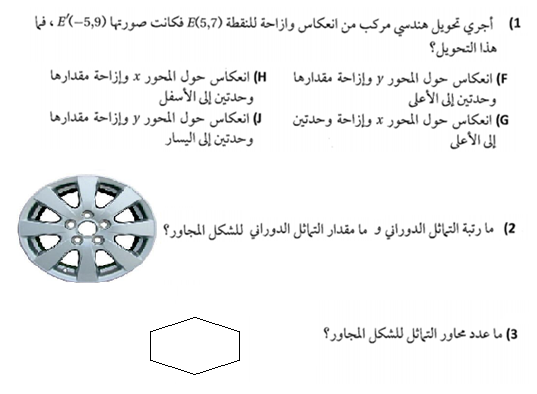 1) أجري تحويل هندسي مركب من انعكاس وازاحة للنقطة E(5,7) فكانت صورتها E′(−5,9) ، فما
هذا التحويل؟
F) انعكاس حول المحور y وإزاحة مقدارها
وحدتين إلى الأعلى
H) انعكاس حول المحور x وإزاحة مقدارها
وحدتين إلى الأسفل
G) انعكاس حول المحور x وإزاحة وحدتين
إلى الأعلى
J) انعكاس حول المحور y وإزاحة مقدارها
وحدتين إلى اليسار
2) ما رتبة التماثل الدوراني و ما مقدار التماثل الدوراني للشكل المجاور؟
3) ما عدد محاور التماثل للشكل المجاور؟